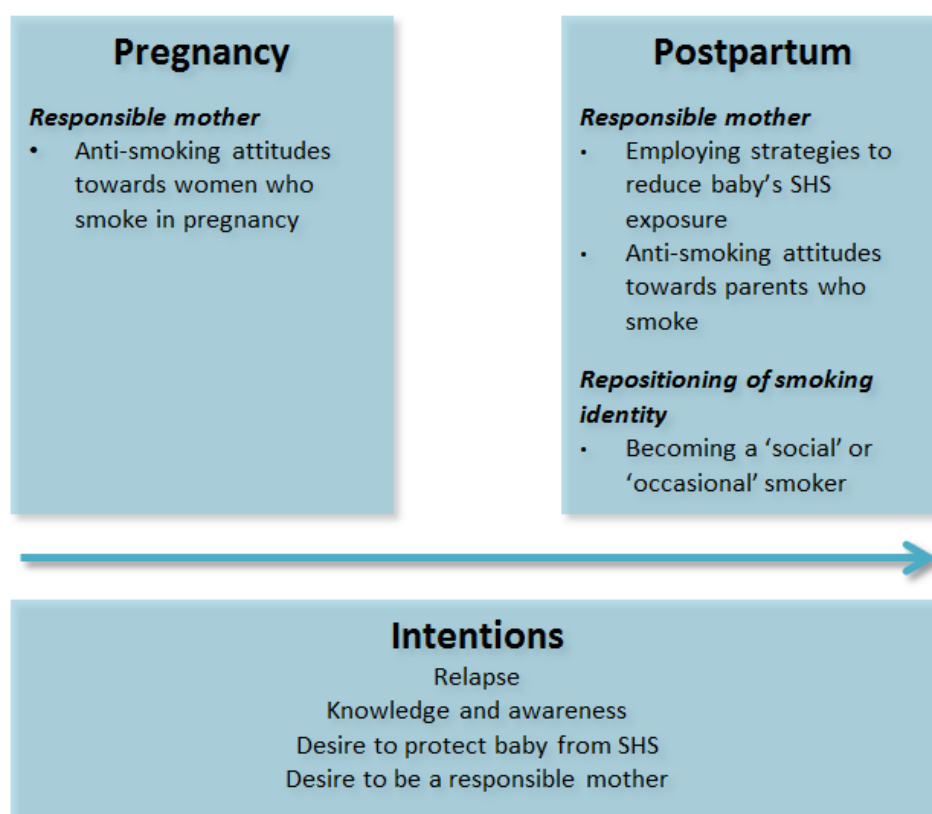 Pregnancy
Responsible mother
• Anti-smoking attitudes
towards women who
smoke in pregnancy
Postpartum
Responsible mother
• Employing strategies to
reduce baby’s SHS
exposure
• Anti-smoking attitudes
towards parents who
smoke
Repositioning of smoking
identity
• Becoming a ‘social’ or
‘occasional’ smoker
Intentions
Relapse
Knowledge and awareness
Desire to protect baby from SHS
Desire to be a responsible mother